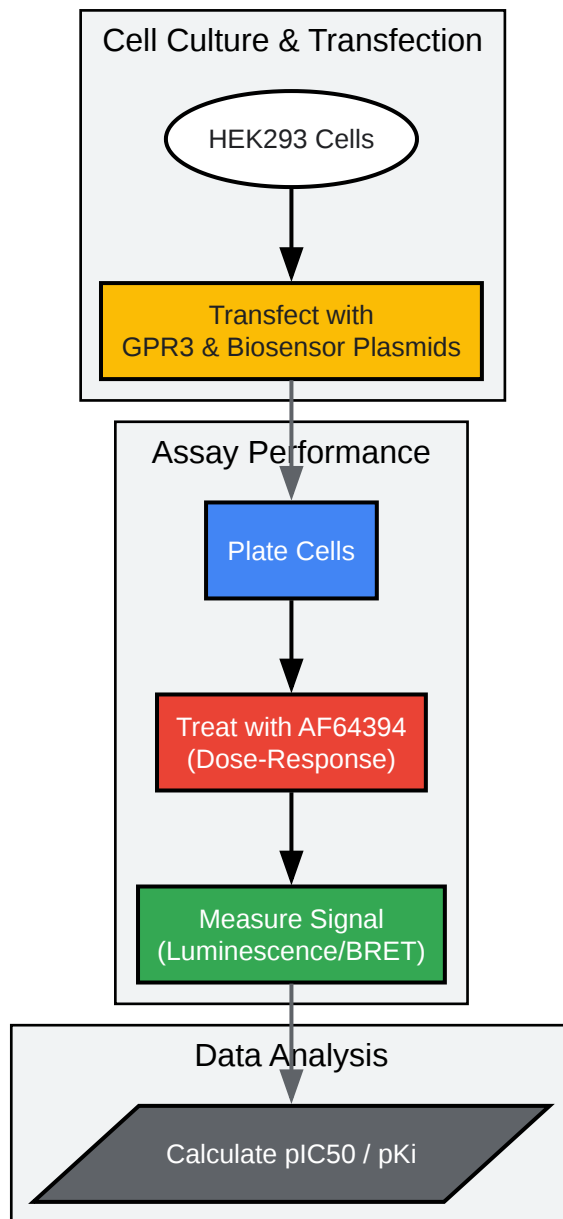 Cell Culture & Transfection
HEK293 Cells
Transfect with
GPR3 & Biosensor Plasmids
Assay Performance
Plate Cells
Treat with AF64394
(Dose-Response)
Measure Signal
(Luminescence/BRET)
Data Analysis
Calculate pIC50 / pKi